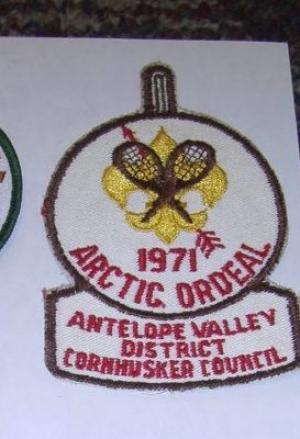 1971
ARCTIC ORDEAL
ANTELOPE VALLEY
DISTRICT
CORNHUSKER COUNCIL